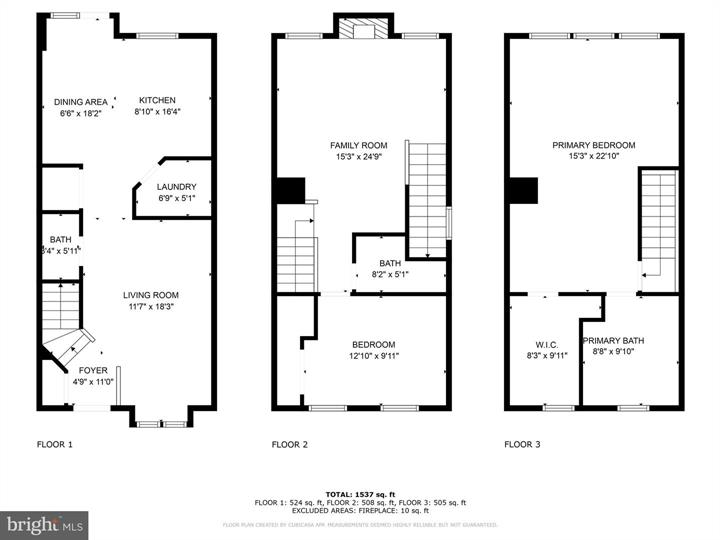 DINING AREA
6'6" x 18'2"
KITCHEN
8'10" x 16'4"
LAUNDRY
6'9" x 5'1"
BATH
3'4" x 5'11"
LIVING ROOM
11'7" x 18'3"
FOYER
4'9" x 11'0"
FLOOR 1
FAMILY ROOM
15'3" x 24'9"
BATH
8'2" x 5'1"
BEDROOM
12'10" x 9'11"
FLOOR 2
PRIMARY BEDROOM
15'3" x 22'10"
W.I.C.
8'3" x 9'11"
PRIMARY BATH
8'8" x 9'10"
FLOOR 3
TOTAL: 1537 sq. ft
FLOOR 1: 524 sq. ft, FLOOR 2: 508 sq. ft, FLOOR 3: 505 sq. ft
EXCLUDED AREAS: FIREPLACE: 10 sq. ft
FLOOR PLAN CREATED BY CUBICASA APP. MEASUREMENTS DEEMED HIGHLY RELIABLE BUT NOT GUARANTEED.
bright MLS